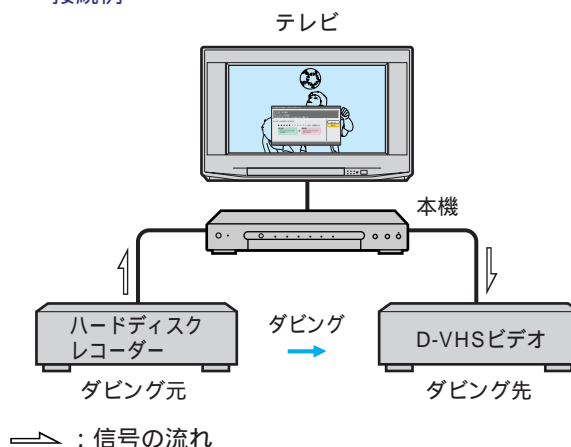 接続例
テレビ
本機
ハードディスク
レコーダー
ダビング
D-VHSビデオ
ダビング元
ダビング先
：信号の流れ